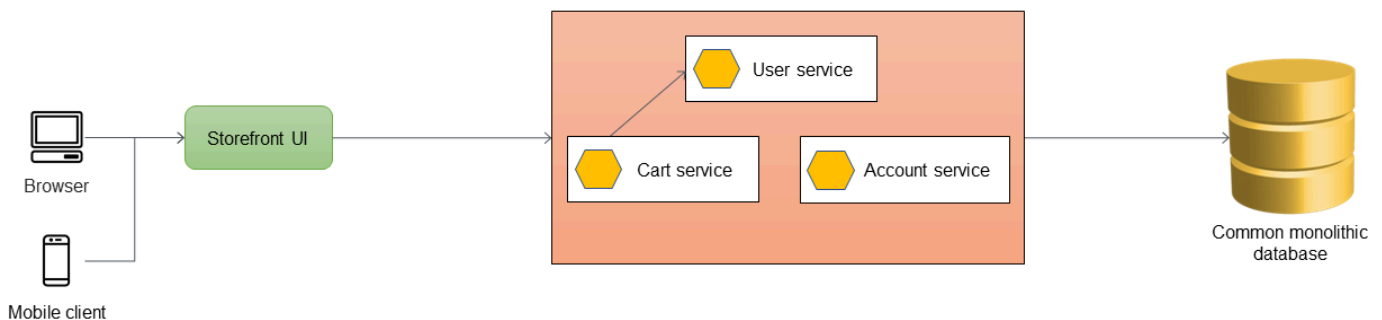 User service
Storefront UI
Cart service
Account service
Browser
Common monolithic
database
Mobile client